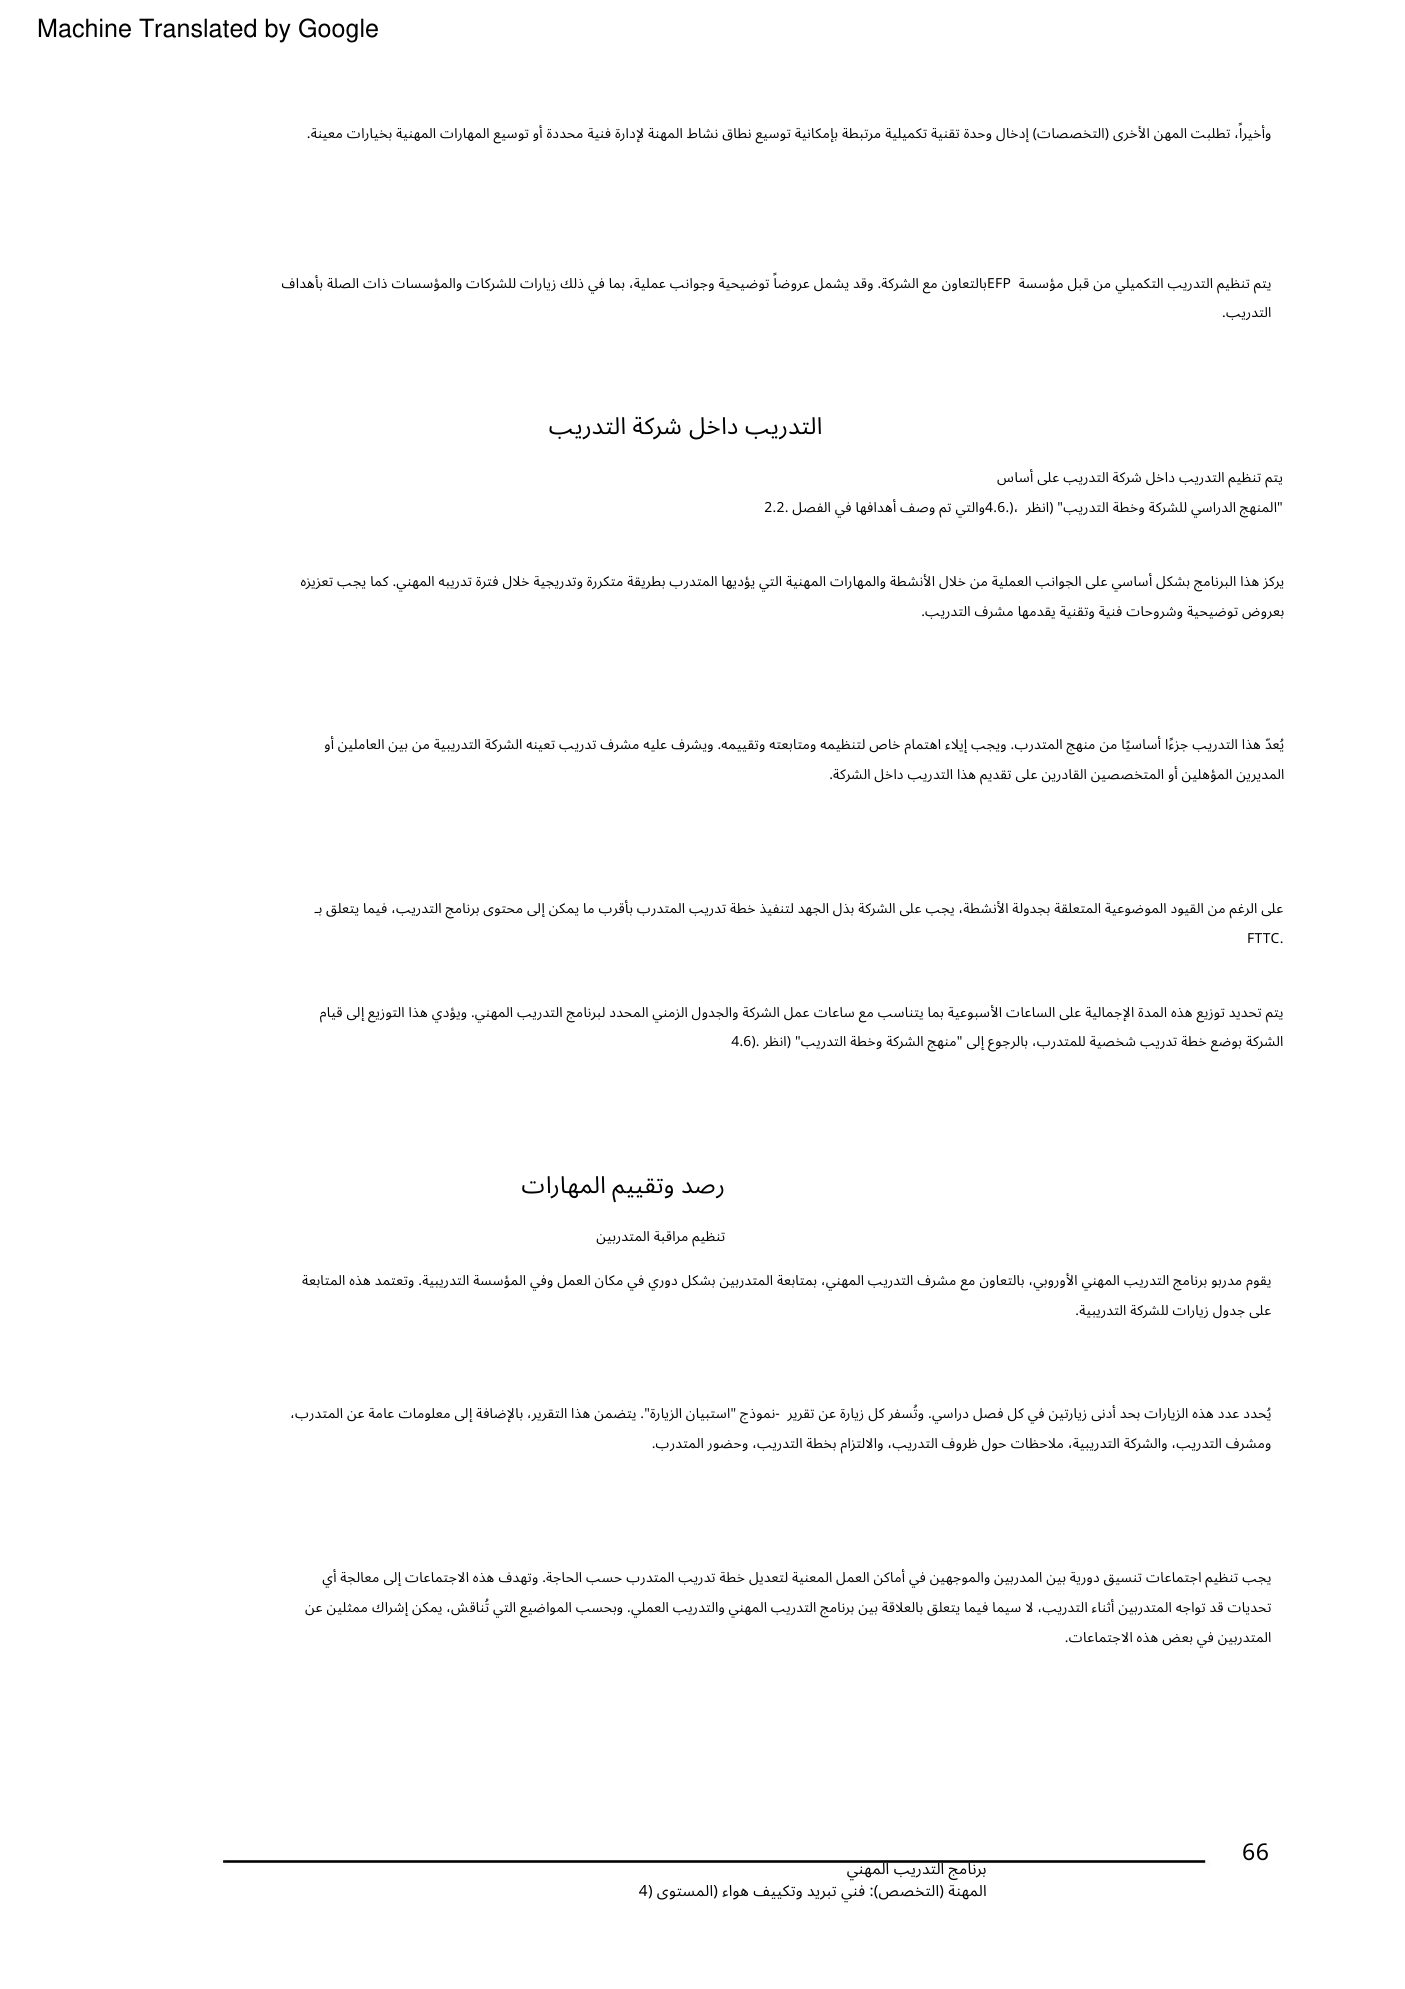 Machine Translated by Google
وأخيراً، تطلبت المهن الأخرى (التخصصات) إدخال وحدة تقنية تكميلية مرتبطة بإمكانية توسيع نطاق نشاط المهنة لإدارة فنية محددة أو توسيع المهارات المهنية بخيارات معينة.
يتم تنظيم التدريب التكميلي من قبل مؤسسة EFPبالتعاون مع الشركة. وقد يشمل عروضاً توضيحية وجوانب عملية، بما في ذلك زيارات للشركات والمؤسسات ذات الصلة بأهداف
التدريب.
التدريب داخل شركة التدريب
يتم تنظيم التدريب داخل شركة التدريب على أساس
"المنهج الدراسي للشركة وخطة التدريب" (انظر ،(.4.6والتي تم وصف أهدافها في الفصل .2.2
يركز هذا البرنامج بشكل أساسي على الجوانب العملية من خلال الأنشطة والمهارات المهنية التي يؤديها المتدرب بطريقة متكررة وتدريجية خلال فترة تدريبه المهني. كما يجب تعزيزه
بعروض توضيحية وشروحات فنية وتقنية يقدمها مشرف التدريب.
يُعدّ هذا التدريب جزءًا أساسيًا من منهج المتدرب. ويجب إيلاء اهتمام خاص لتنظيمه ومتابعته وتقييمه. ويشرف عليه مشرف تدريب تعينه الشركة التدريبية من بين العاملين أو
المديرين المؤهلين أو المتخصصين القادرين على تقديم هذا التدريب داخل الشركة.
على الرغم من القيود الموضوعية المتعلقة بجدولة الأنشطة، يجب على الشركة بذل الجهد لتنفيذ خطة تدريب المتدرب بأقرب ما يمكن إلى محتوى برنامج التدريب، فيما يتعلق بـ
FTTC.
يتم تحديد توزيع هذه المدة الإجمالية على الساعات الأسبوعية بما يتناسب مع ساعات عمل الشركة والجدول الزمني المحدد لبرنامج التدريب المهني. ويؤدي هذا التوزيع إلى قيام
الشركة بوضع خطة تدريب شخصية للمتدرب، بالرجوع إلى "منهج الشركة وخطة التدريب" (انظر .(4.6
رصد وتقييم المهارات
تنظيم مراقبة المتدربين
يقوم مدربو برنامج التدريب المهني الأوروبي، بالتعاون مع مشرف التدريب المهني، بمتابعة المتدربين بشكل دوري في مكان العمل وفي المؤسسة التدريبية. وتعتمد هذه المتابعة
على جدول زيارات للشركة التدريبية.
يُحدد عدد هذه الزيارات بحد أدنى زيارتين في كل فصل دراسي. وتُسفر كل زيارة عن تقرير -نموذج "استبيان الزيارة". يتضمن هذا التقرير، بالإضافة إلى معلومات عامة عن المتدرب،
ومشرف التدريب، والشركة التدريبية، ملاحظات حول ظروف التدريب، والالتزام بخطة التدريب، وحضور المتدرب.
يجب تنظيم اجتماعات تنسيق دورية بين المدربين والموجهين في أماكن العمل المعنية لتعديل خطة تدريب المتدرب حسب الحاجة. وتهدف هذه الاجتماعات إلى معالجة أي
تحديات قد تواجه المتدربين أثناء التدريب، لا سيما فيما يتعلق بالعلاقة بين برنامج التدريب المهني والتدريب العملي. وبحسب المواضيع التي تُناقش، يمكن إشراك ممثلين عن
المتدربين في بعض هذه الاجتماعات.
66
برنامج التدريب المهني
المهنة (التخصص): فني تبريد وتكييف هواء (المستوى (4